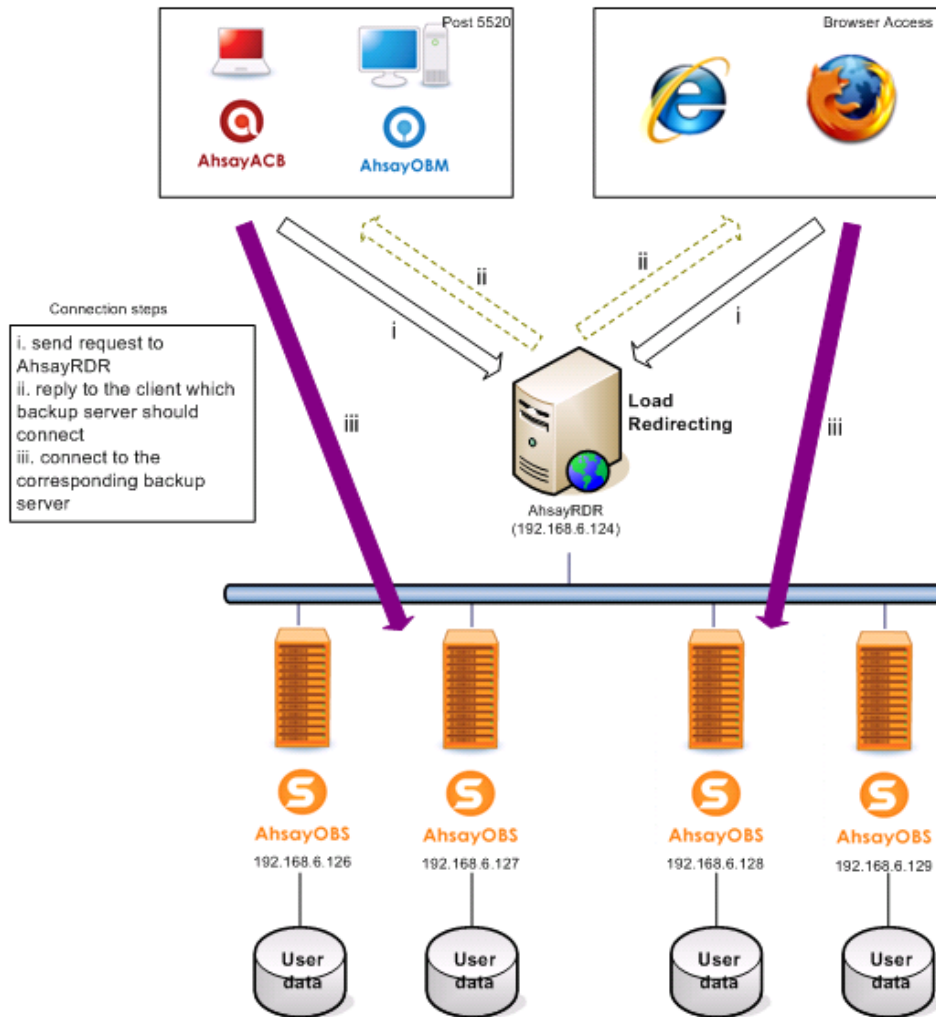 Post 5520
AhsayACB
AhsayOBM
Browser Access
ii
ii
i
i
Connection steps
i. send request to
AhsayRDR
ii. reply to the client which
backup server should
connect
iii. connect to the
corresponding backup
server
iii
iii
Load
Redirecting
AhsayRDR
(192.168.6.124)
S
AhsayOBS
192.168.6.126
S
AhsayOBS
192.168.6.127
S
AhsayOBS
192.168.6.128
S
AhsayOBS
192.168.6.129
User
data
User
data
User
data
User
data